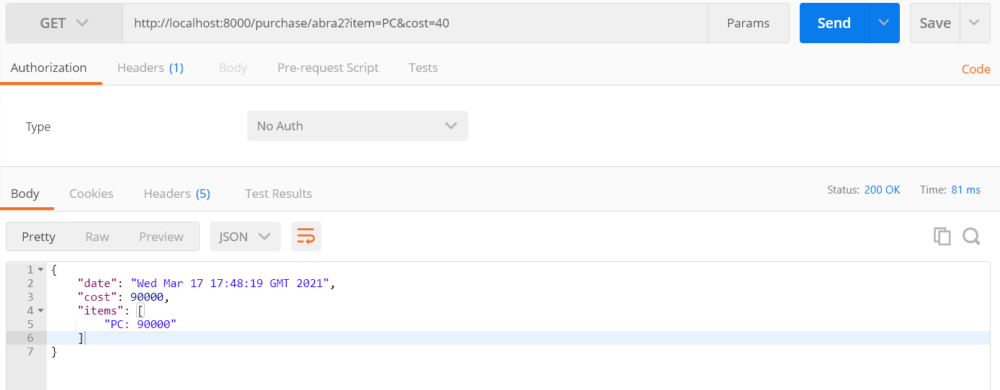 GET http://localhost:8000/purchase/abra2?item=PC&cost=40 Params Send Save
Authorization Headers (1) Body Pre-request Script Tests Code
Type No Auth
Body Cookies Headers (5) Test Results Status: 200 OK Time: 81 ms
Pretty Raw Preview JSON
1 {
2 "date": "Wed Mar 17 17:48:19 GMT 2021",
3 "cost": 90000,
4 "items": [
5 "PC: 90000"
6 ]
7 }